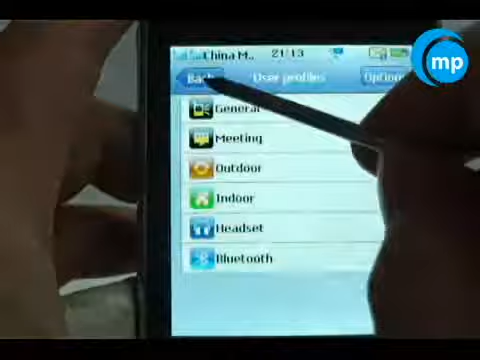 China M.. 21:13
Back User profiles Option
General
Meeting
Outdoor
Indoor
Headset
Bluetooth
mp